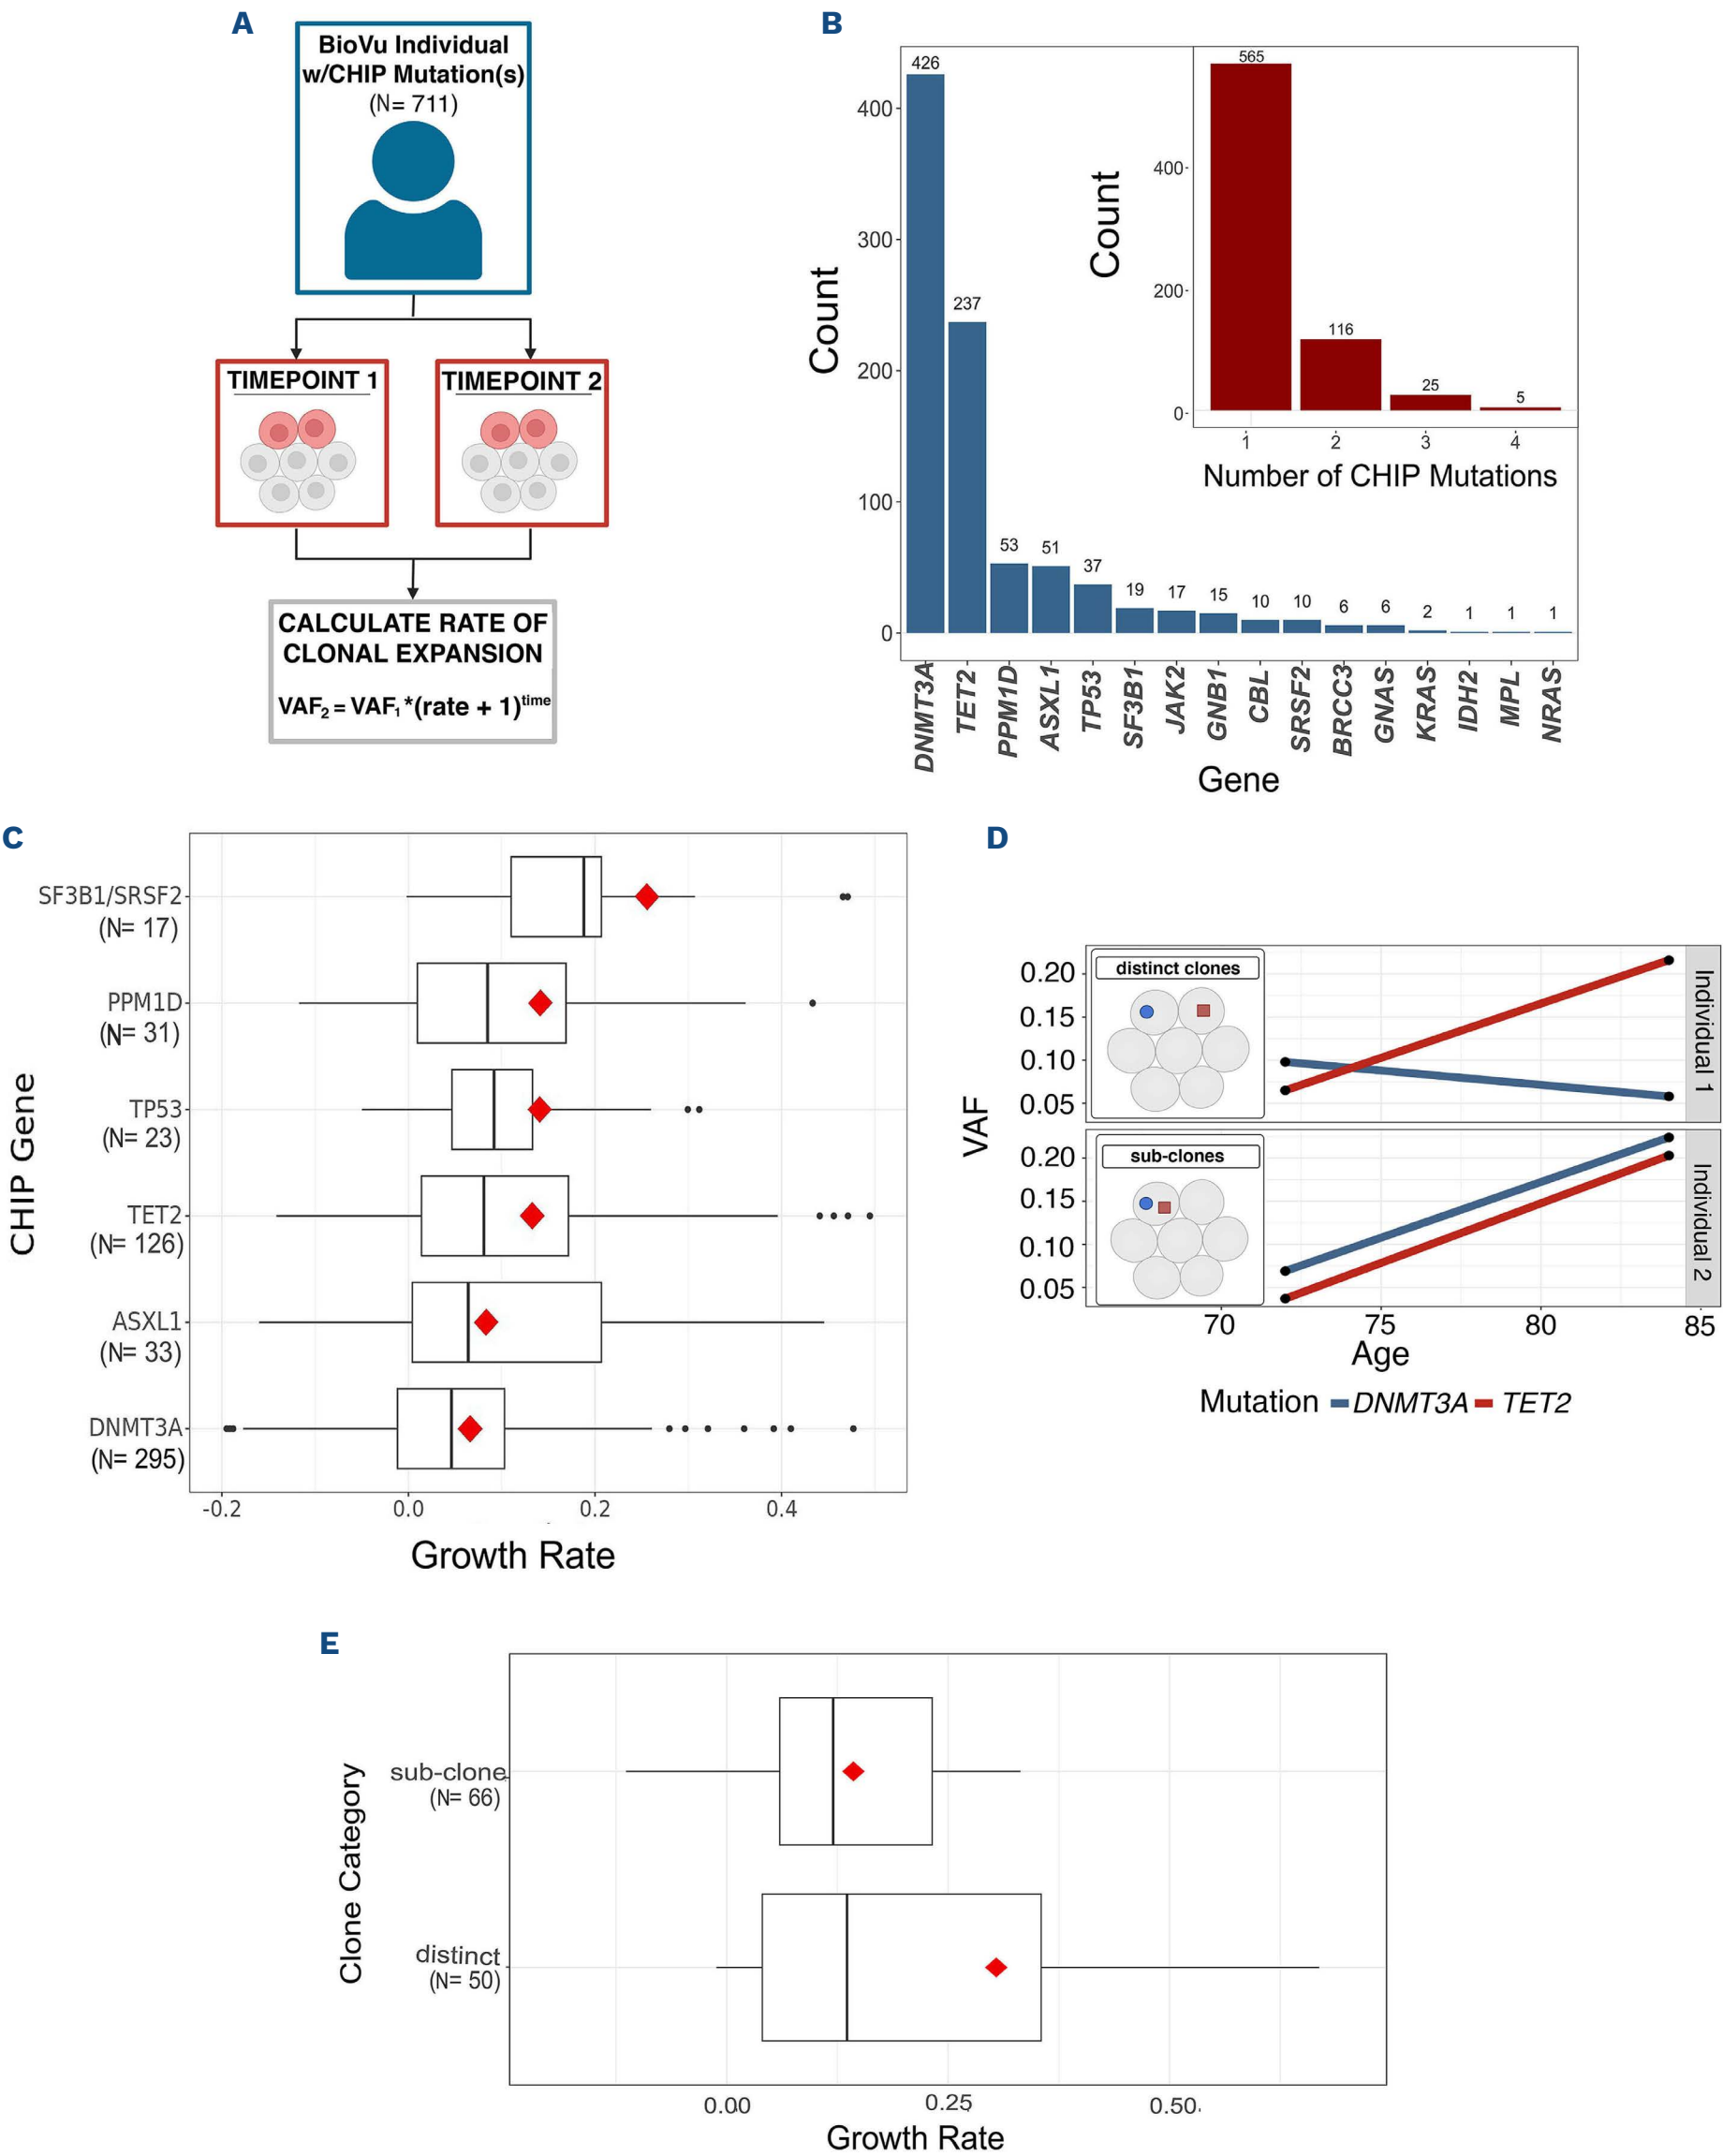 A
BioVu Individual
w/CHIP Mutation(s)
(N= 711)
TIMEPOINT 1
TIMEPOINT 2
CALCULATE RATE OF
CLONAL EXPANSION
VAF2 = VAF1 *(rate + 1)time
B
Count
400
300
200
100
0
426
237
53
51
37
19
17
15
10
10
6
6
2
1
1
1
DNMT3A
TET2
PPM1D
ASXL1
TP53
SF3B1
JAK2
GNB1
CBL
SRSF2
BRCC3
GNAS
KRAS
IDH2
MPL
NRAS
Gene
Count
400
200
0
565
116
25
5
1
2
3
4
Number of CHIP Mutations
C
CHIP Gene
SF3B1/SRSF2
(N= 17)
PPM1D
(N= 31)
TP53
(N= 23)
TET2
(N= 126)
ASXL1
(N= 33)
DNMT3A
(N= 295)
-0.2
0.0
0.2
0.4
Growth Rate
D
VAF
0.20
0.15
0.10
0.05
distinct clones
Individual 1
0.20
0.15
0.10
0.05
sub-clones
Individual 2
70
75
80
85
Age
Mutation DNMT3A TET2
E
Clone Category
sub-clone
(N= 66)
distinct
(N= 50)
0.00
0.25
0.50
Growth Rate